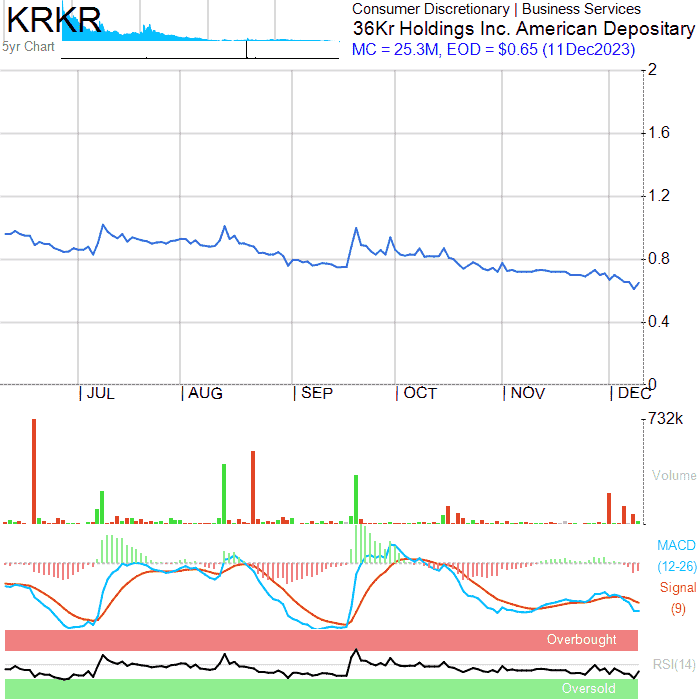 KRKR
5yr Chart
Consumer Discretionary | Business Services
36Kr Holdings Inc. American Depositary
MC = 25.3M, EOD = $0.65 (11Dec2023)
2
1.6
1.2
0.8
0.4
0
JUL
AUG
SEP
OCT
NOV
DEC
732k
Volume
MACD
(12-26)
Signal
(9)
Overbought
RSI(14)
Oversold